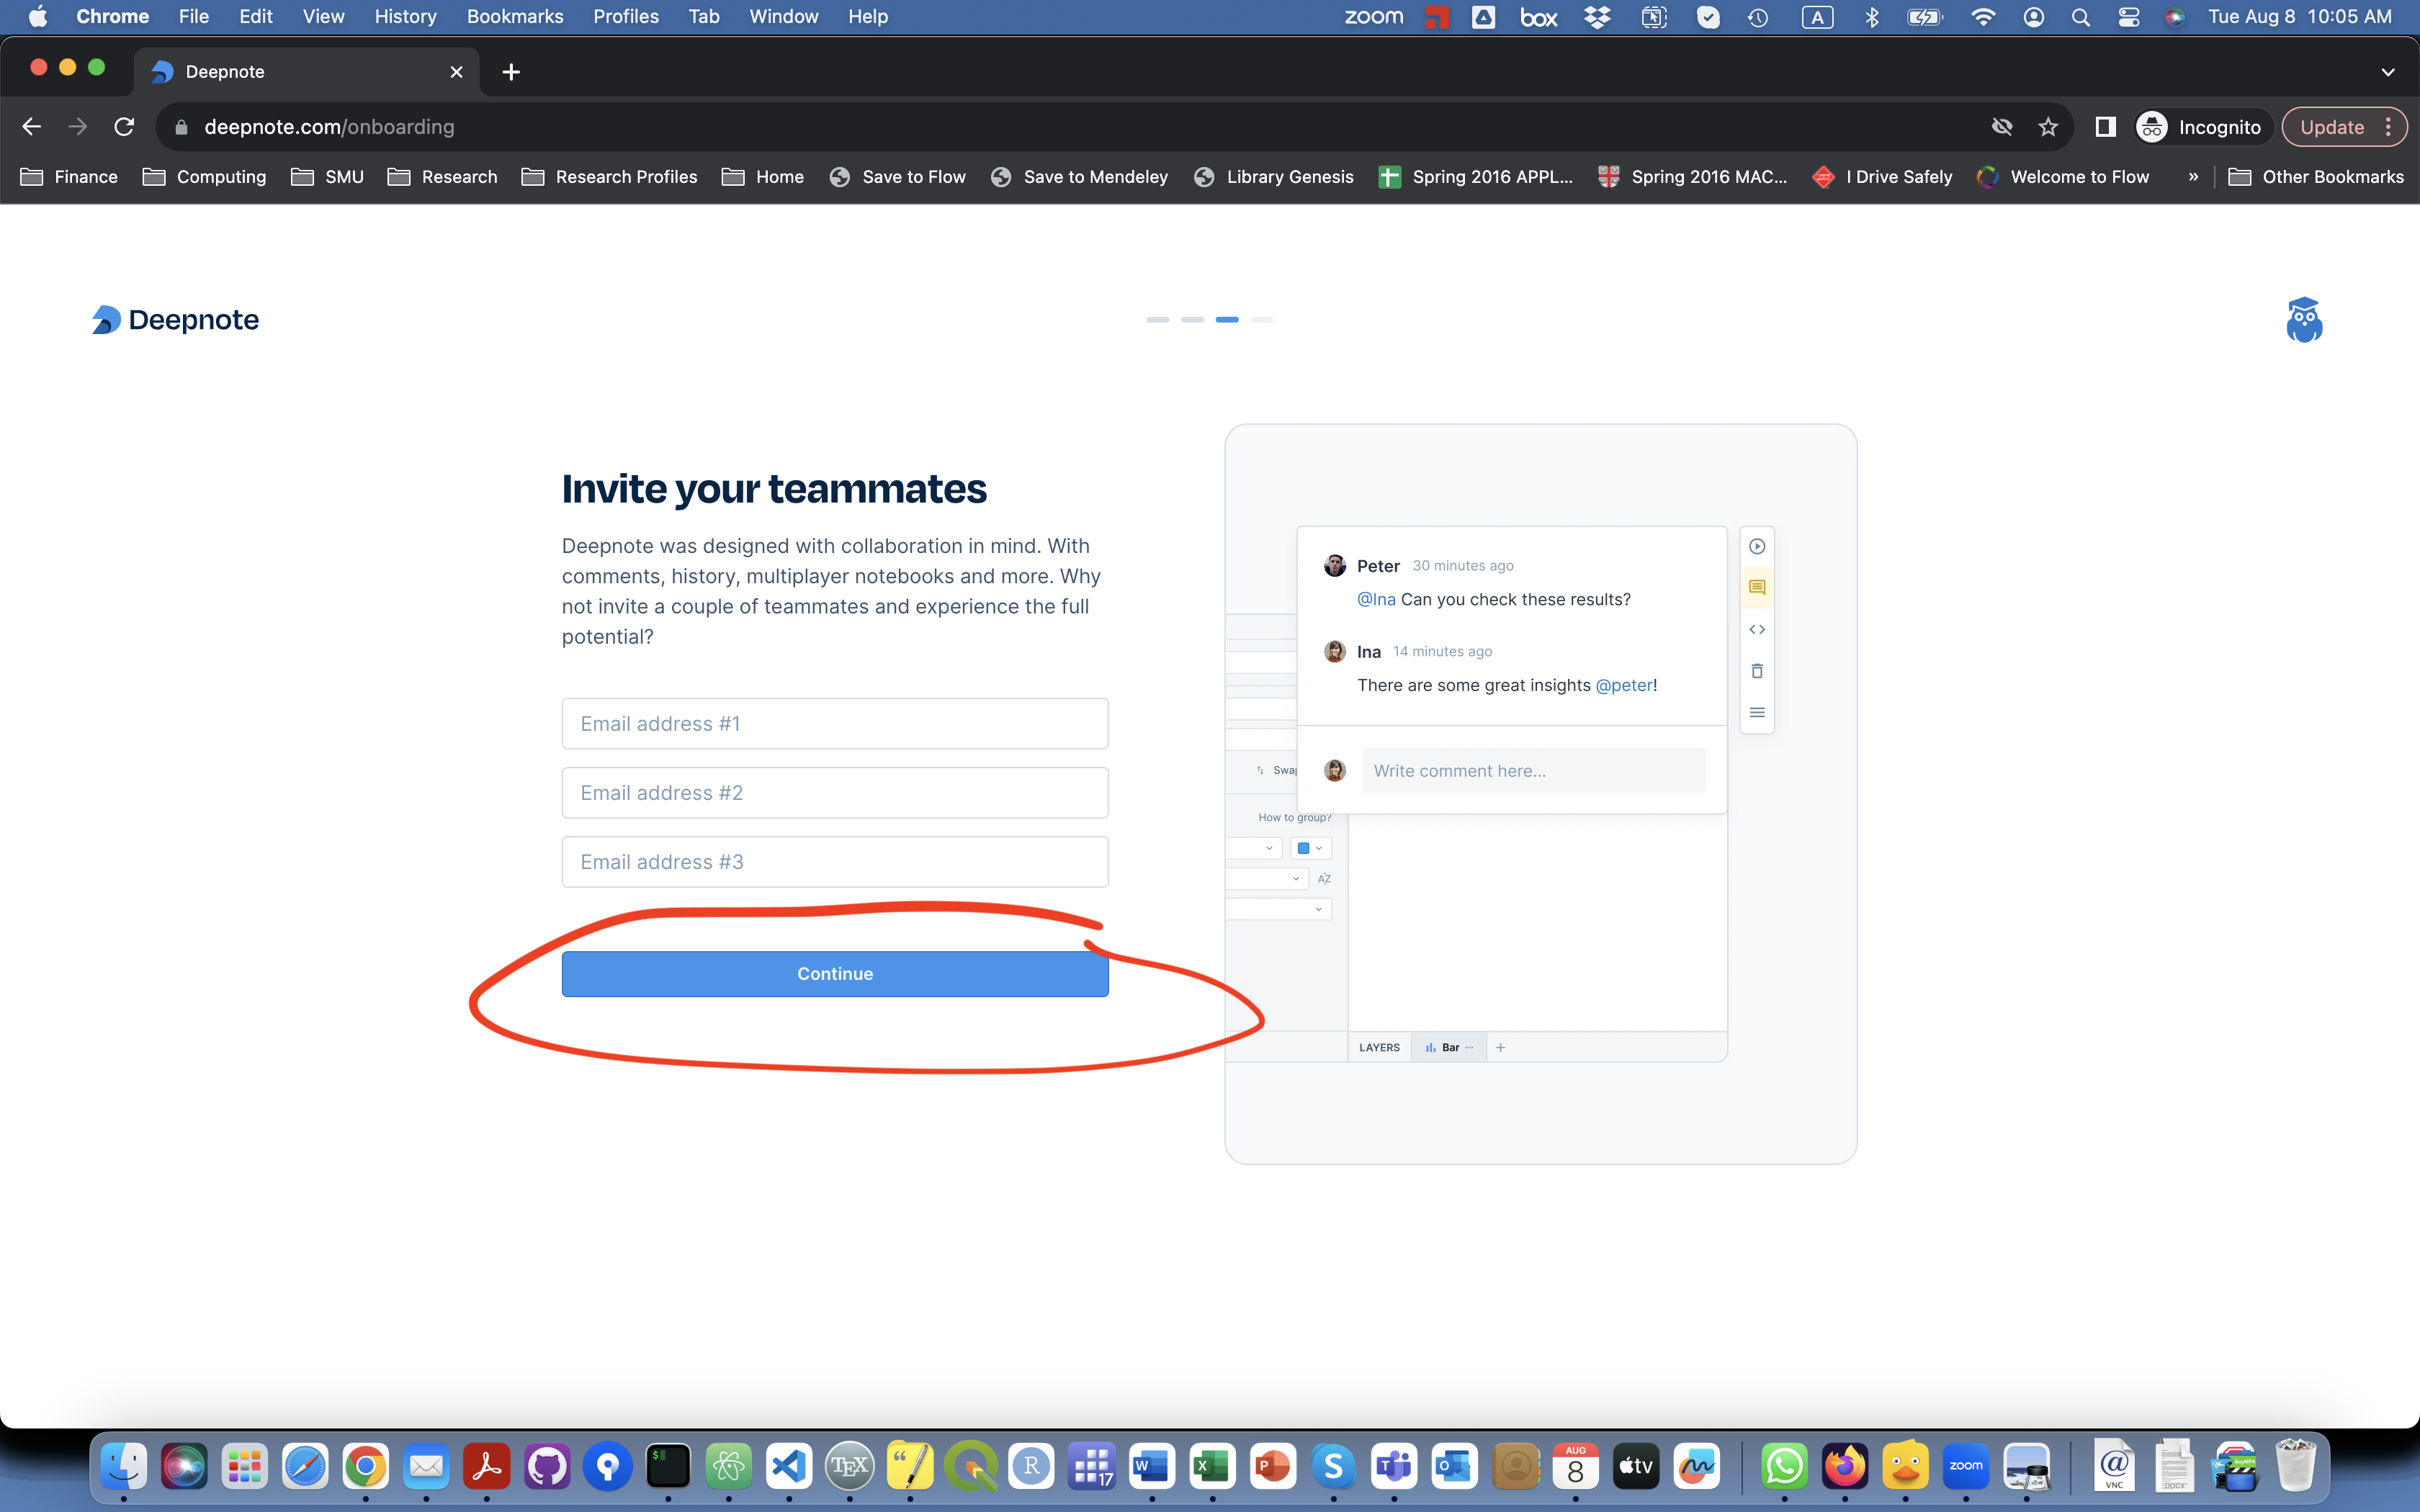 Chrome File Edit View History Bookmarks Profiles Tab Window Help zoom box A Tue Aug 8 10:05 AM
Deepnote
deepnote.com/onboarding Incognito Update
Finance Computing SMU Research Research Profiles Home Save to Flow Save to Mendeley Library Genesis Spring 2016 APPL... Spring 2016 MAC... I Drive Safely Welcome to Flow » Other Bookmarks
Deepnote
Invite your teammates
Deepnote was designed with collaboration in mind. With
comments, history, multiplayer notebooks and more. Why
not invite a couple of teammates and experience the full
potential?
Email address #1
Email address #2
Email address #3
Continue
Peter 30 minutes ago
@Ina Can you check these results?
Ina 14 minutes ago
There are some great insights @peter!
Write comment here...
Swap
How to group?
AZ
LAYERS Bar ... +
$ TEX R 17 W X P S T O AUG 8 tv zoom @ VNC DOCX